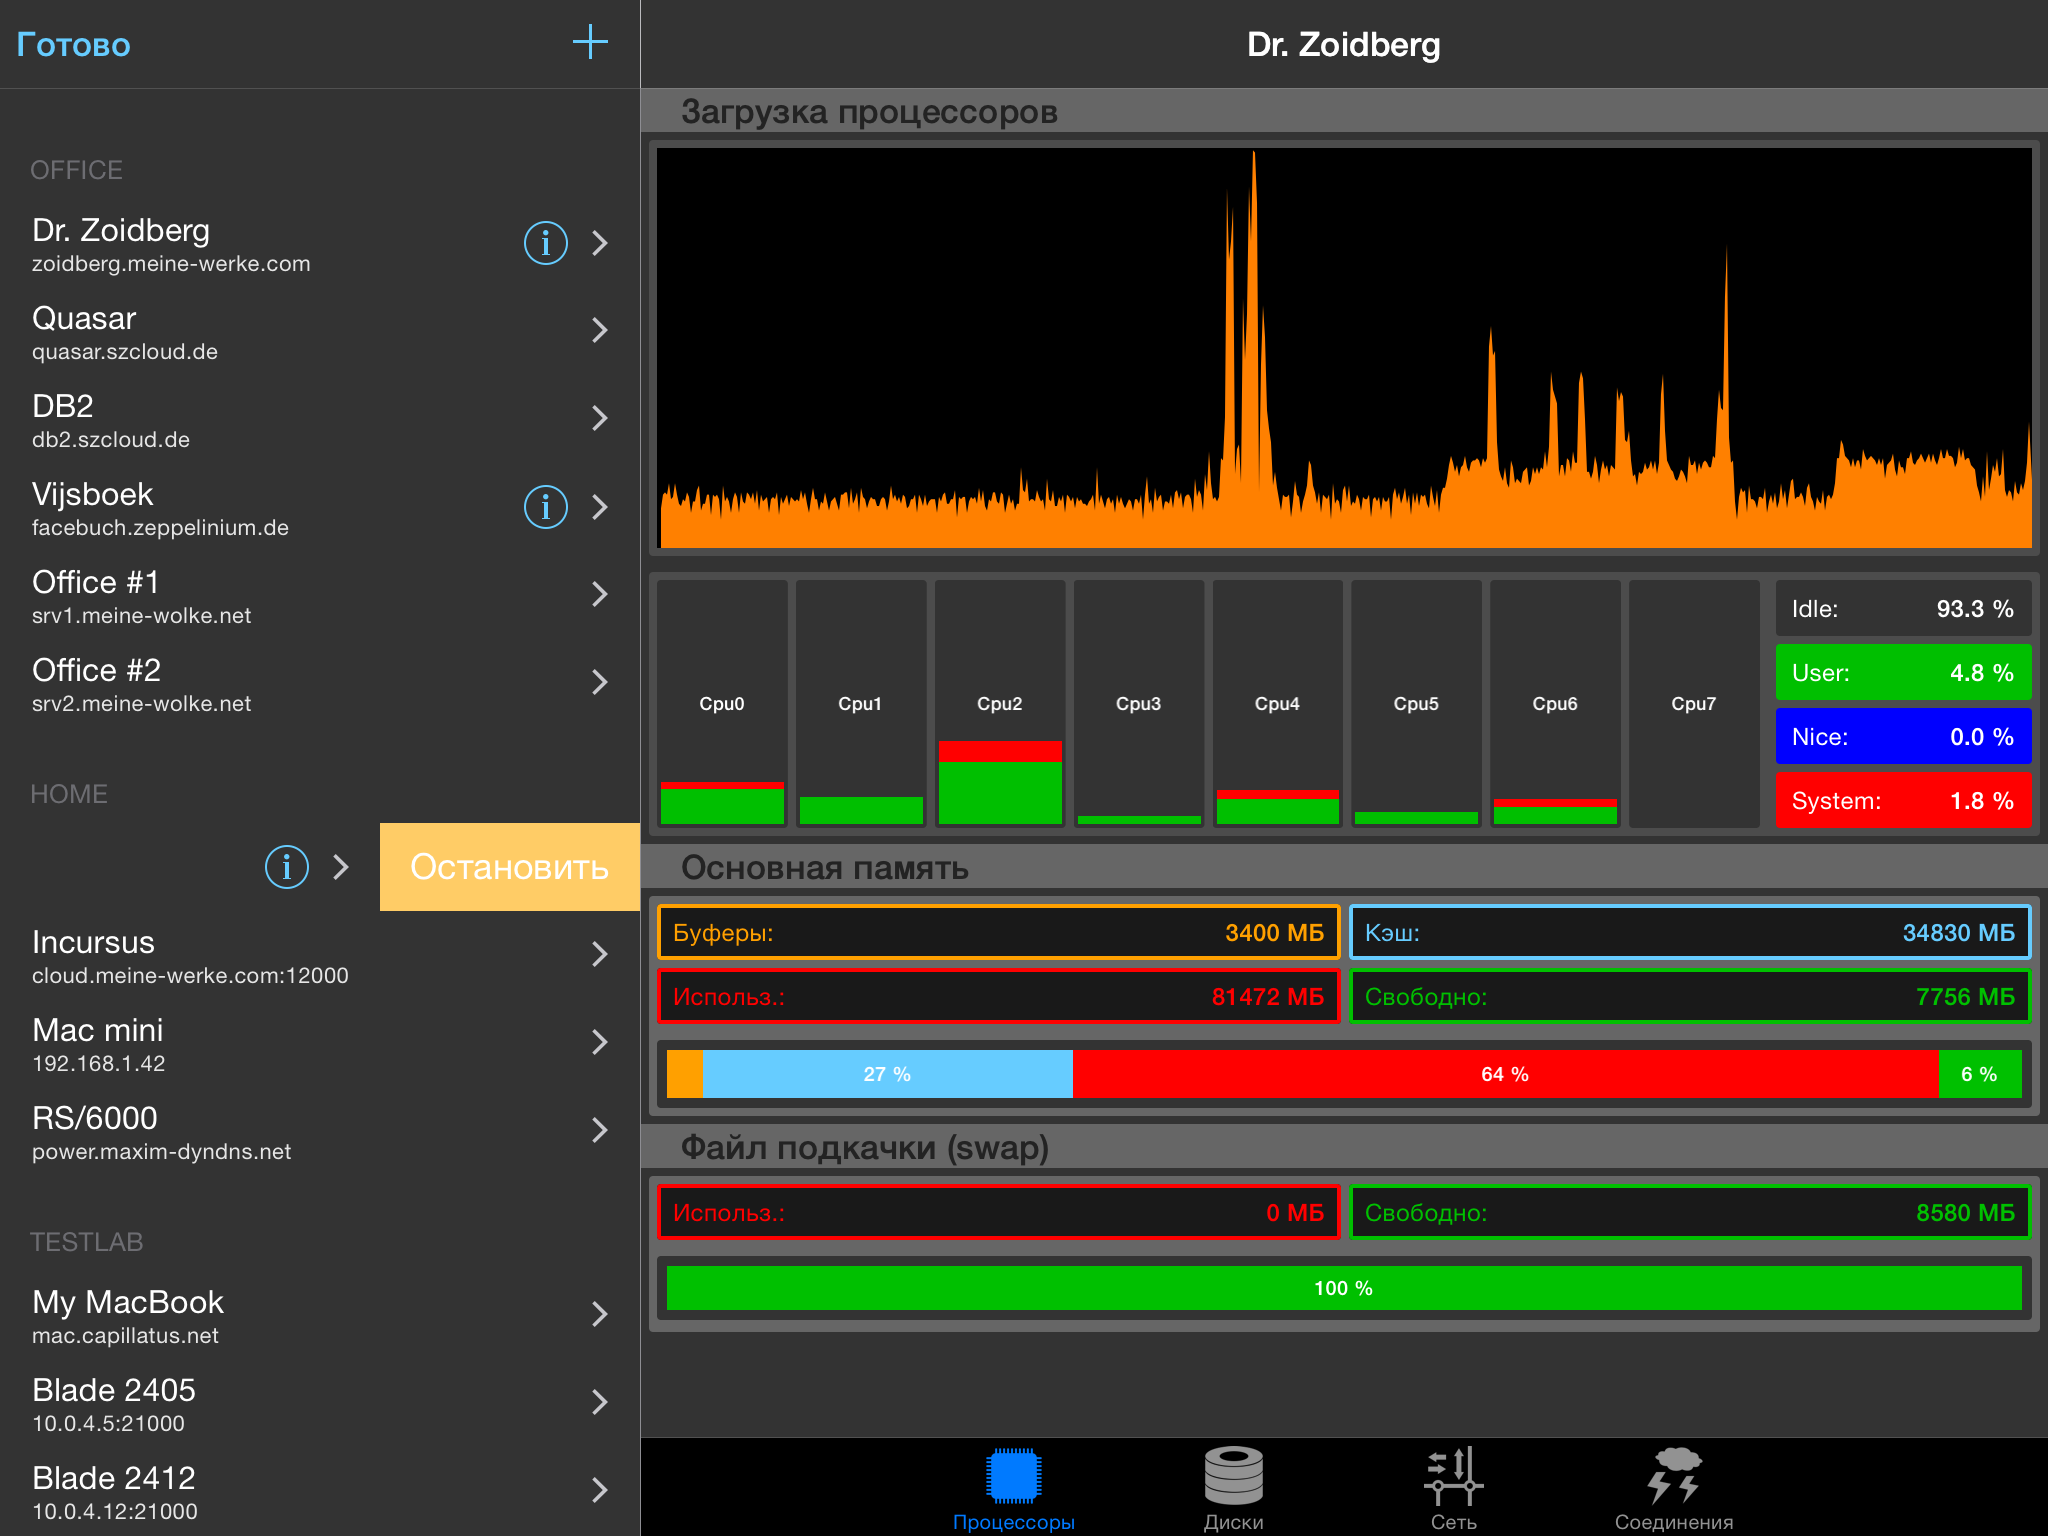 Готово
OFFICE
Dr. Zoidberg
zoidberg.meine-werke.com
Quasar
quasar.szcloud.de
DB2
db2.szcloud.de
Vijsboek
facebuch.zeppelinium.de
Office #1
srv1.meine-wolke.net
Office #2
srv2.meine-wolke.net
HOME
Остановить
Incursus
cloud.meine-werke.com:12000
Mac mini
192.168.1.42
RS/6000
power.maxim-dyndns.net
TESTLAB
My MacBook
mac.capillatus.net
Blade 2405
10.0.4.5:21000
Blade 2412
10.0.4.12:21000
Dr. Zoidberg
Загрузка процессоров
Cpu0 Cpu1 Cpu2 Cpu3 Cpu4 Cpu5 Cpu6 Cpu7
Idle: 93.3 %
User: 4.8 %
Nice: 0.0 %
System: 1.8 %
Основная память
Буферы: 3400 МБ Кэш: 34830 МБ
Использ.: 81472 МБ Свободно: 7756 МБ
27 % 64 % 6 %
Файл подкачки (swap)
Использ.: 0 МБ Свободно: 8580 МБ
100 %
Процессоры Диски Сеть Соединения